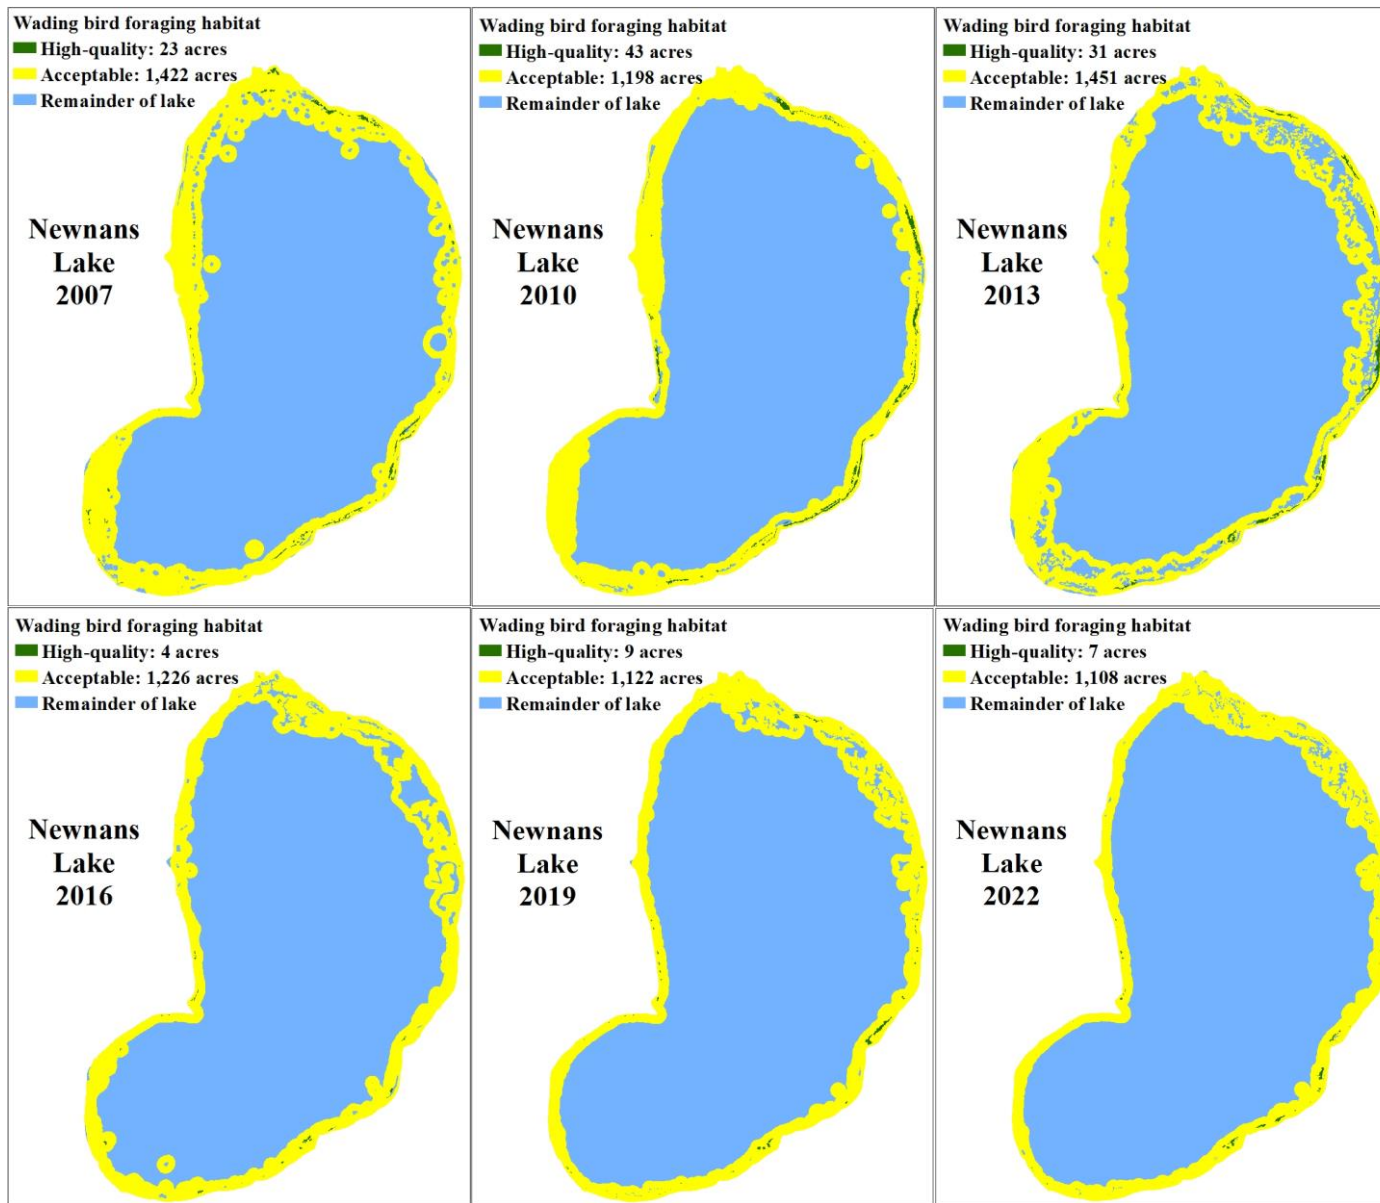 Wading bird foraging habitat
High-quality: 23 acres
Acceptable: 1,422 acres
Remainder of lake
Newnans
Lake
2007
Wading bird foraging habitat
High-quality: 43 acres
Acceptable: 1,198 acres
Remainder of lake
Newnans
Lake
2010
Wading bird foraging habitat
High-quality: 31 acres
Acceptable: 1,451 acres
Remainder of lake
Newnans
Lake
2013
Wading bird foraging habitat
High-quality: 4 acres
Acceptable: 1,226 acres
Remainder of lake
Newnans
Lake
2016
Wading bird foraging habitat
High-quality: 9 acres
Acceptable: 1,122 acres
Remainder of lake
Newnans
Lake
2019
Wading bird foraging habitat
High-quality: 7 acres
Acceptable: 1,108 acres
Remainder of lake
Newnans
Lake
2022